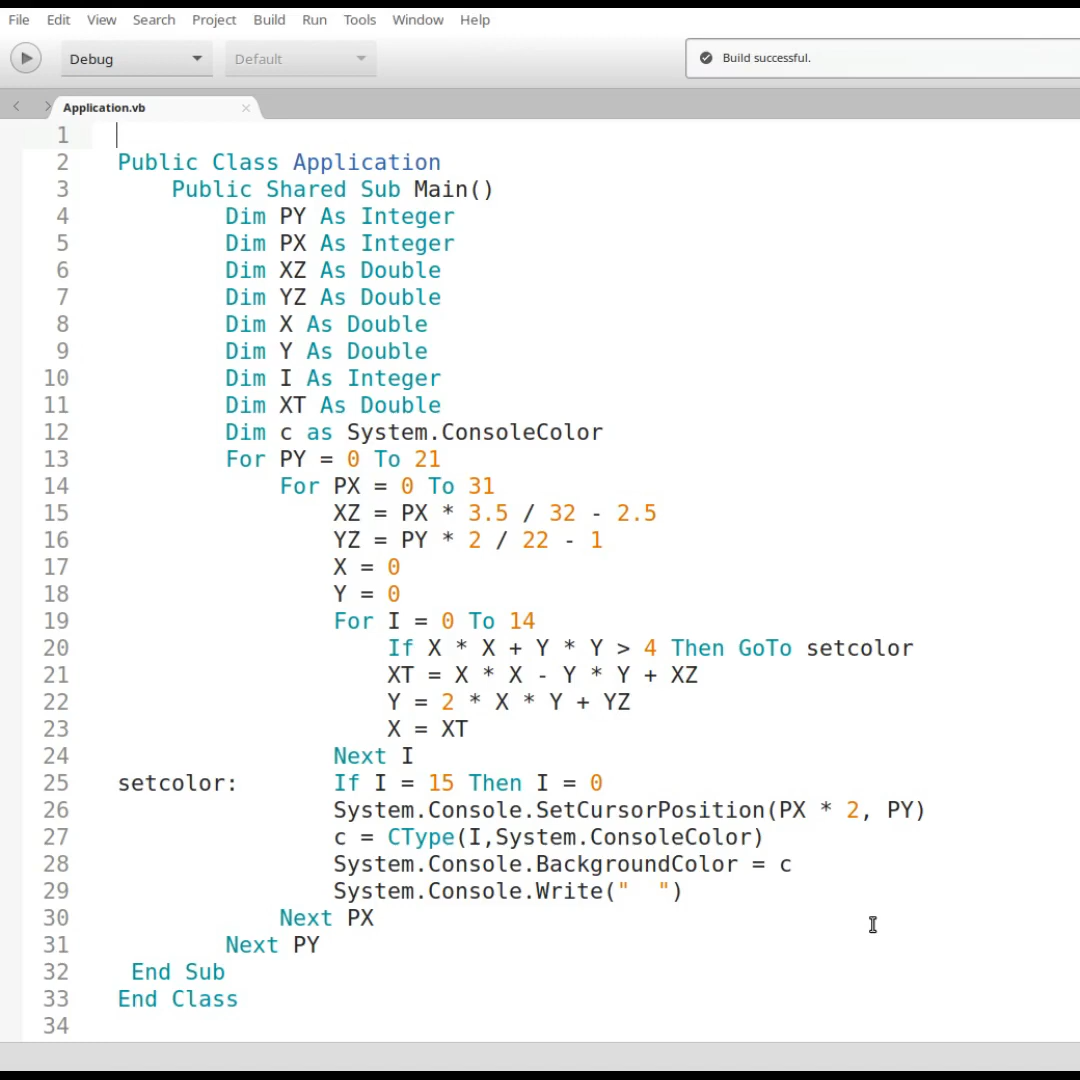 File Edit View Search Project Build Run Tools Window Help
Debug Default Build successful.
Application.vb
1
2 Public Class Application
3 Public Shared Sub Main()
4 Dim PY As Integer
5 Dim PX As Integer
6 Dim XZ As Double
7 Dim YZ As Double
8 Dim X As Double
9 Dim Y As Double
10 Dim I As Integer
11 Dim XT As Double
12 Dim c as System.ConsoleColor
13 For PY = 0 To 21
14 For PX = 0 To 31
15 XZ = PX * 3.5 / 32 - 2.5
16 YZ = PY * 2 / 22 - 1
17 X = 0
18 Y = 0
19 For I = 0 To 14
20 If X * X + Y * Y > 4 Then GoTo setcolor
21 XT = X * X - Y * Y + XZ
22 Y = 2 * X * Y + YZ
23 X = XT
24 Next I
25 setcolor: If I = 15 Then I = 0
26 System.Console.SetCursorPosition(PX * 2, PY)
27 c = CType(I,System.ConsoleColor)
28 System.Console.BackgroundColor = c
29 System.Console.Write("  ")
30 Next PX
31 Next PY
32 End Sub
33 End Class
34